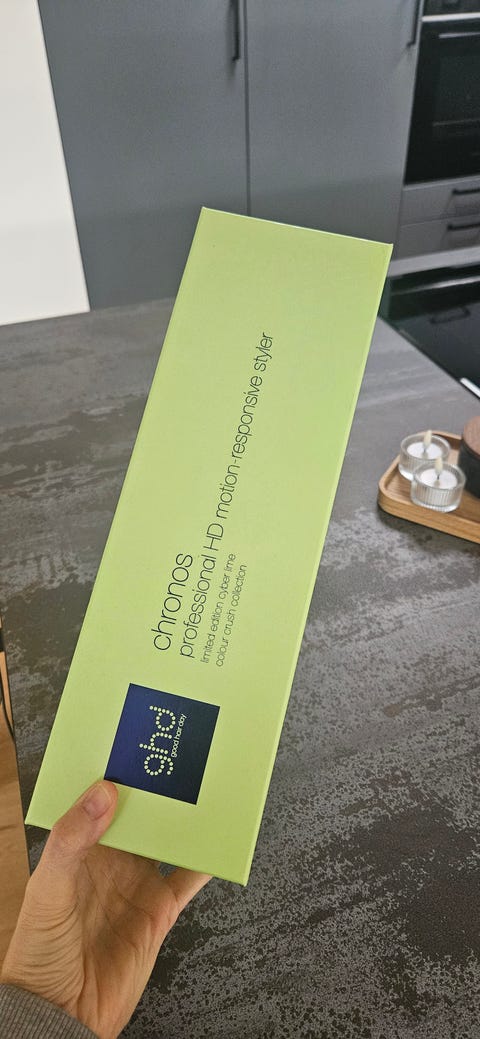 chronos
professional HD motion-responsive styler
limited edition cyber lime
colour crush collection
ghd
good hair day